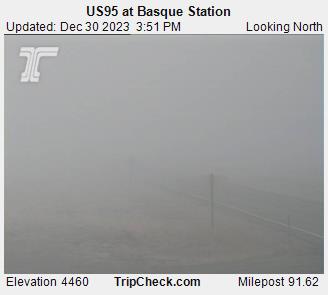 US95 at Basque Station
Updated: Dec 30 2023 3:51 PM Looking North
Elevation 4460 TripCheck.com Milepost 91.62